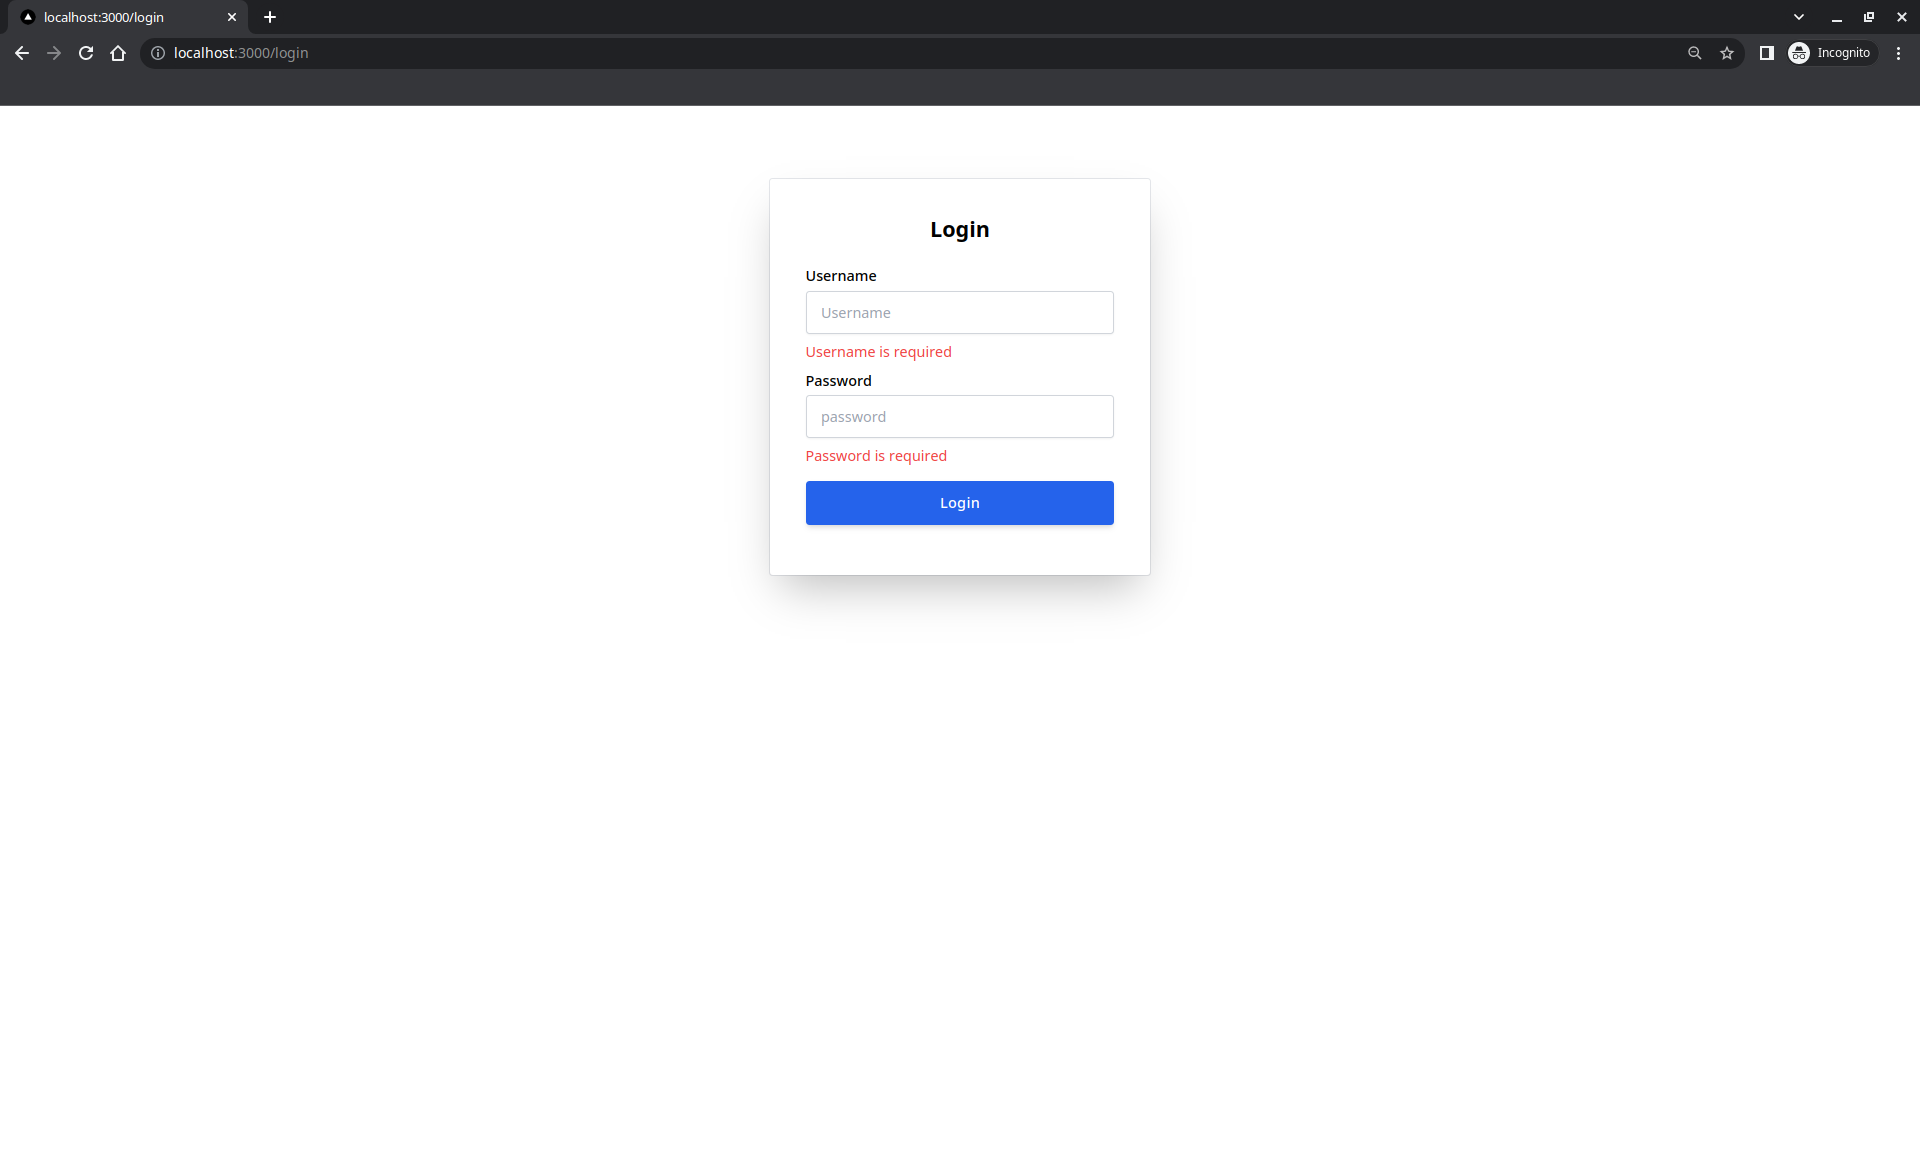 localhost:3000/login
localhost:3000/login
Incognito
Login
Username
Username
Username is required
Password
password
Password is required
Login